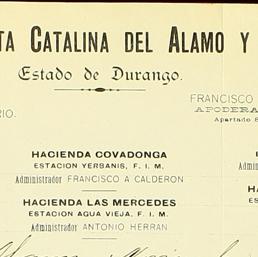 TA CATALINA DEL ALAMO Y
Estado de Durango.
FRANCISCO
APODERA
Apartado
RIO.
HACIENDA COVADONGA
ESTACION YERBANIS, F. I. M.
Administrador FRANCISCO A CALDERON
HACIENDA LAS MERCEDES
ESTACION AGUA VIEJA, F. I. M.
Administrador ANTONIO HERRAN